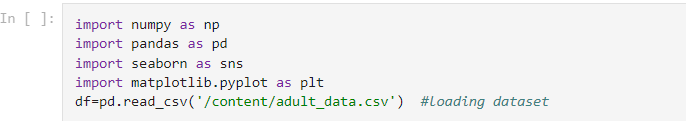 In [ ]: import numpy as np
import pandas as pd
import seaborn as sns
import matplotlib.pyplot as plt
df=pd.read_csv('/content/adult_data.csv')  #loading dataset